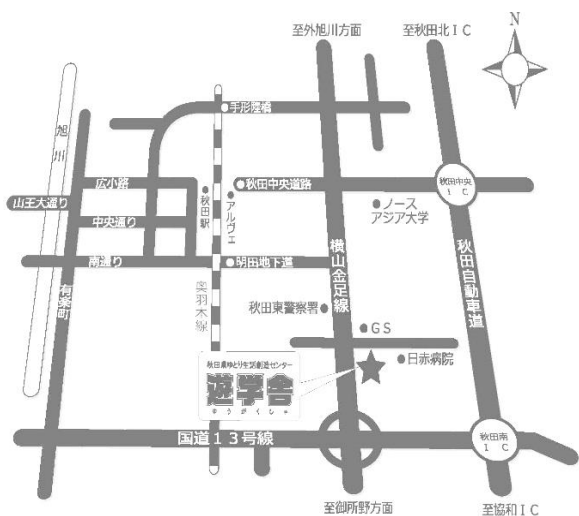 至外旭川方面
至秋田北IC
N
手形陸橋
旭川
広小路
秋田中央道路
秋田中央
IC
山王大通り
秋田駅
アルヴェ
ノース
アジア大学
中央通り
南通り
明田地下道
横山金足線
秋田自動車道
有楽町
奥羽本線
秋田東警察署
GS
日赤病院
秋田県ゆとり生活創造センター
遊学舎
ゆうがくしゃ
国道13号線
秋田南
IC
至御所野方面
至協和IC